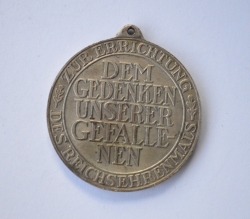 ZUR ERRICHTUNG
DEM
GEDENKEN
UNSERER
GEFALLE-
NEN
DES REICHSEHRENMALS